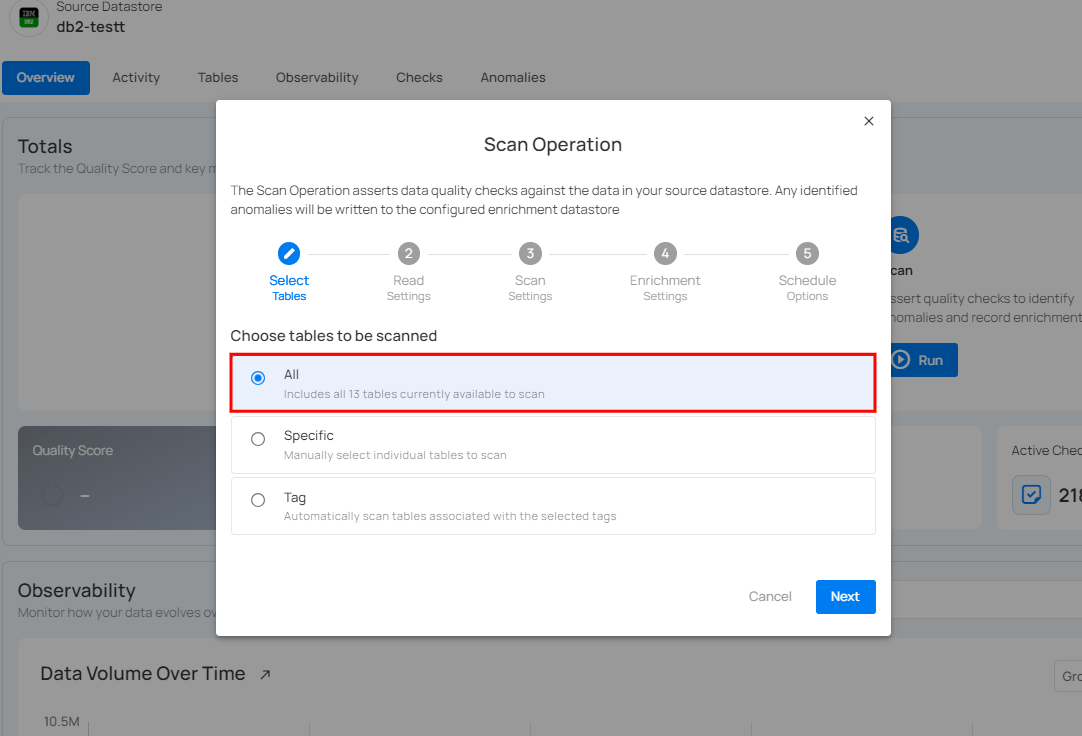 IBM
DB2
Source Datastore
db2-testt
Overview
Activity
Tables
Observability
Checks
Anomalies
Totals
Track the Quality Score and key
Scan Operation
The Scan Operation asserts data quality checks against the data in your source datastore. Any identified
anomalies will be written to the configured enrichment datastore
Select
Tables
2
Read
Settings
3
Scan
Settings
4
Enrichment
Settings
5
Schedule
Options
Choose tables to be scanned
All
Includes all 13 tables currently available to scan
Specific
Manually select individual tables to scan
Tag
Automatically scan tables associated with the selected tags
Cancel
Next
can
ssert quality checks to identify
nomalies and record enrichment
Run
Quality Score
–
Active Chec
218
Observability
Monitor how your data evolves ov
Data Volume Over Time
Gro
10.5M